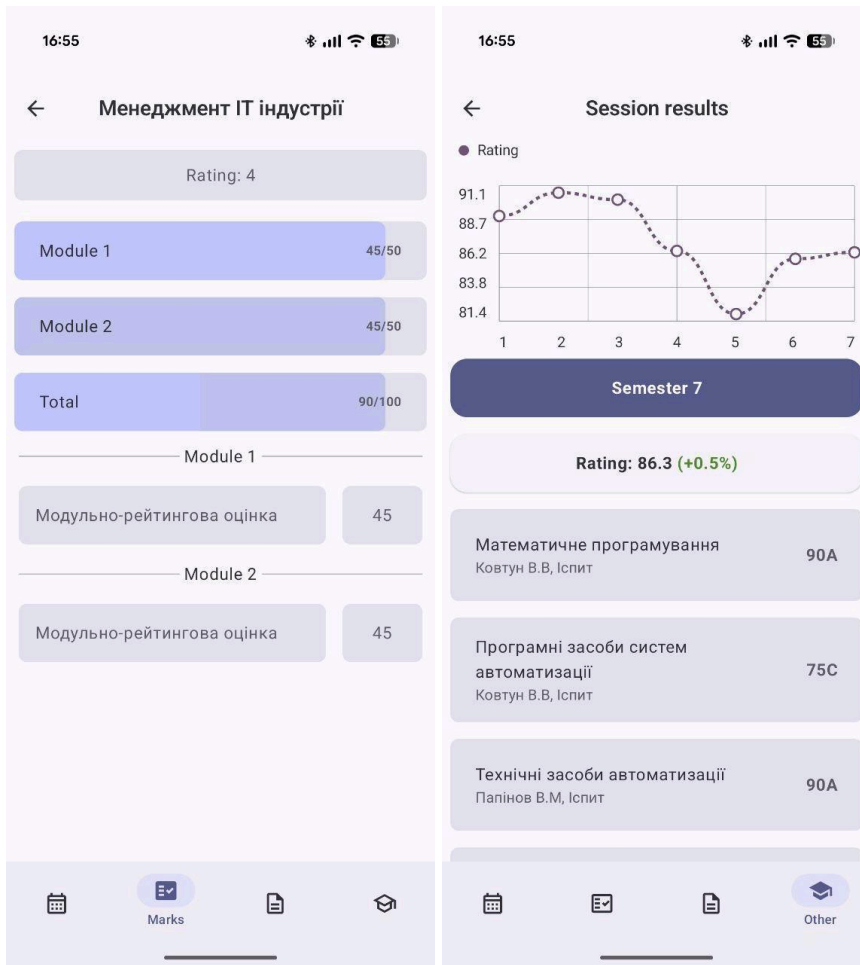 16:55
55
Менеджмент ІТ індустрії
Rating: 4
Module 1
45/50
Module 2
45/50
Total
90/100
Module 1
Модульно-рейтингова оцінка
45
Module 2
Модульно-рейтингова оцінка
45
Marks
16:55
55
Session results
Rating
91.1
88.7
86.2
83.8
81.4
1 2 3 4 5 6 7
Semester 7
Rating: 86.3 (+0.5%)
Математичне програмування
Ковтун В.В, Іспит
90A
Програмні засоби систем
автоматизації
Ковтун В.В, Іспит
75C
Технічні засоби автоматизації
Папінов В.М, Іспит
90A
Other